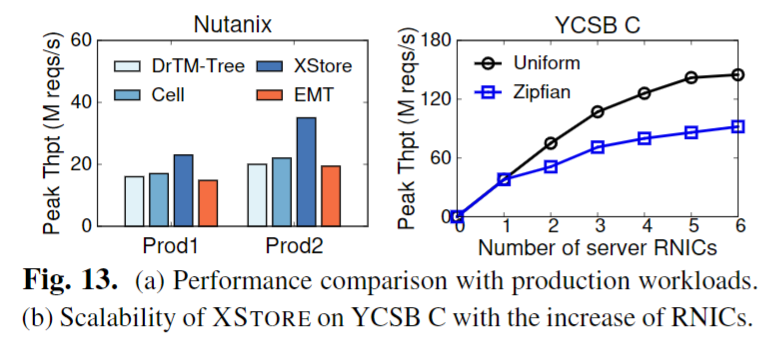 Nutanix
Peak Thpt (M reqs/s)
60
40
20
0
DrTM-Tree
XStore
Cell
EMT
Prod1
Prod2
YCSB C
Peak Thpt (M reqs/s)
180
120
60
0
Uniform
Zipfian
0 1 2 3 4 5 6
Number of server RNICs
Fig. 13. (a) Performance comparison with production workloads.
(b) Scalability of XSTORE on YCSB C with the increase of RNICs.